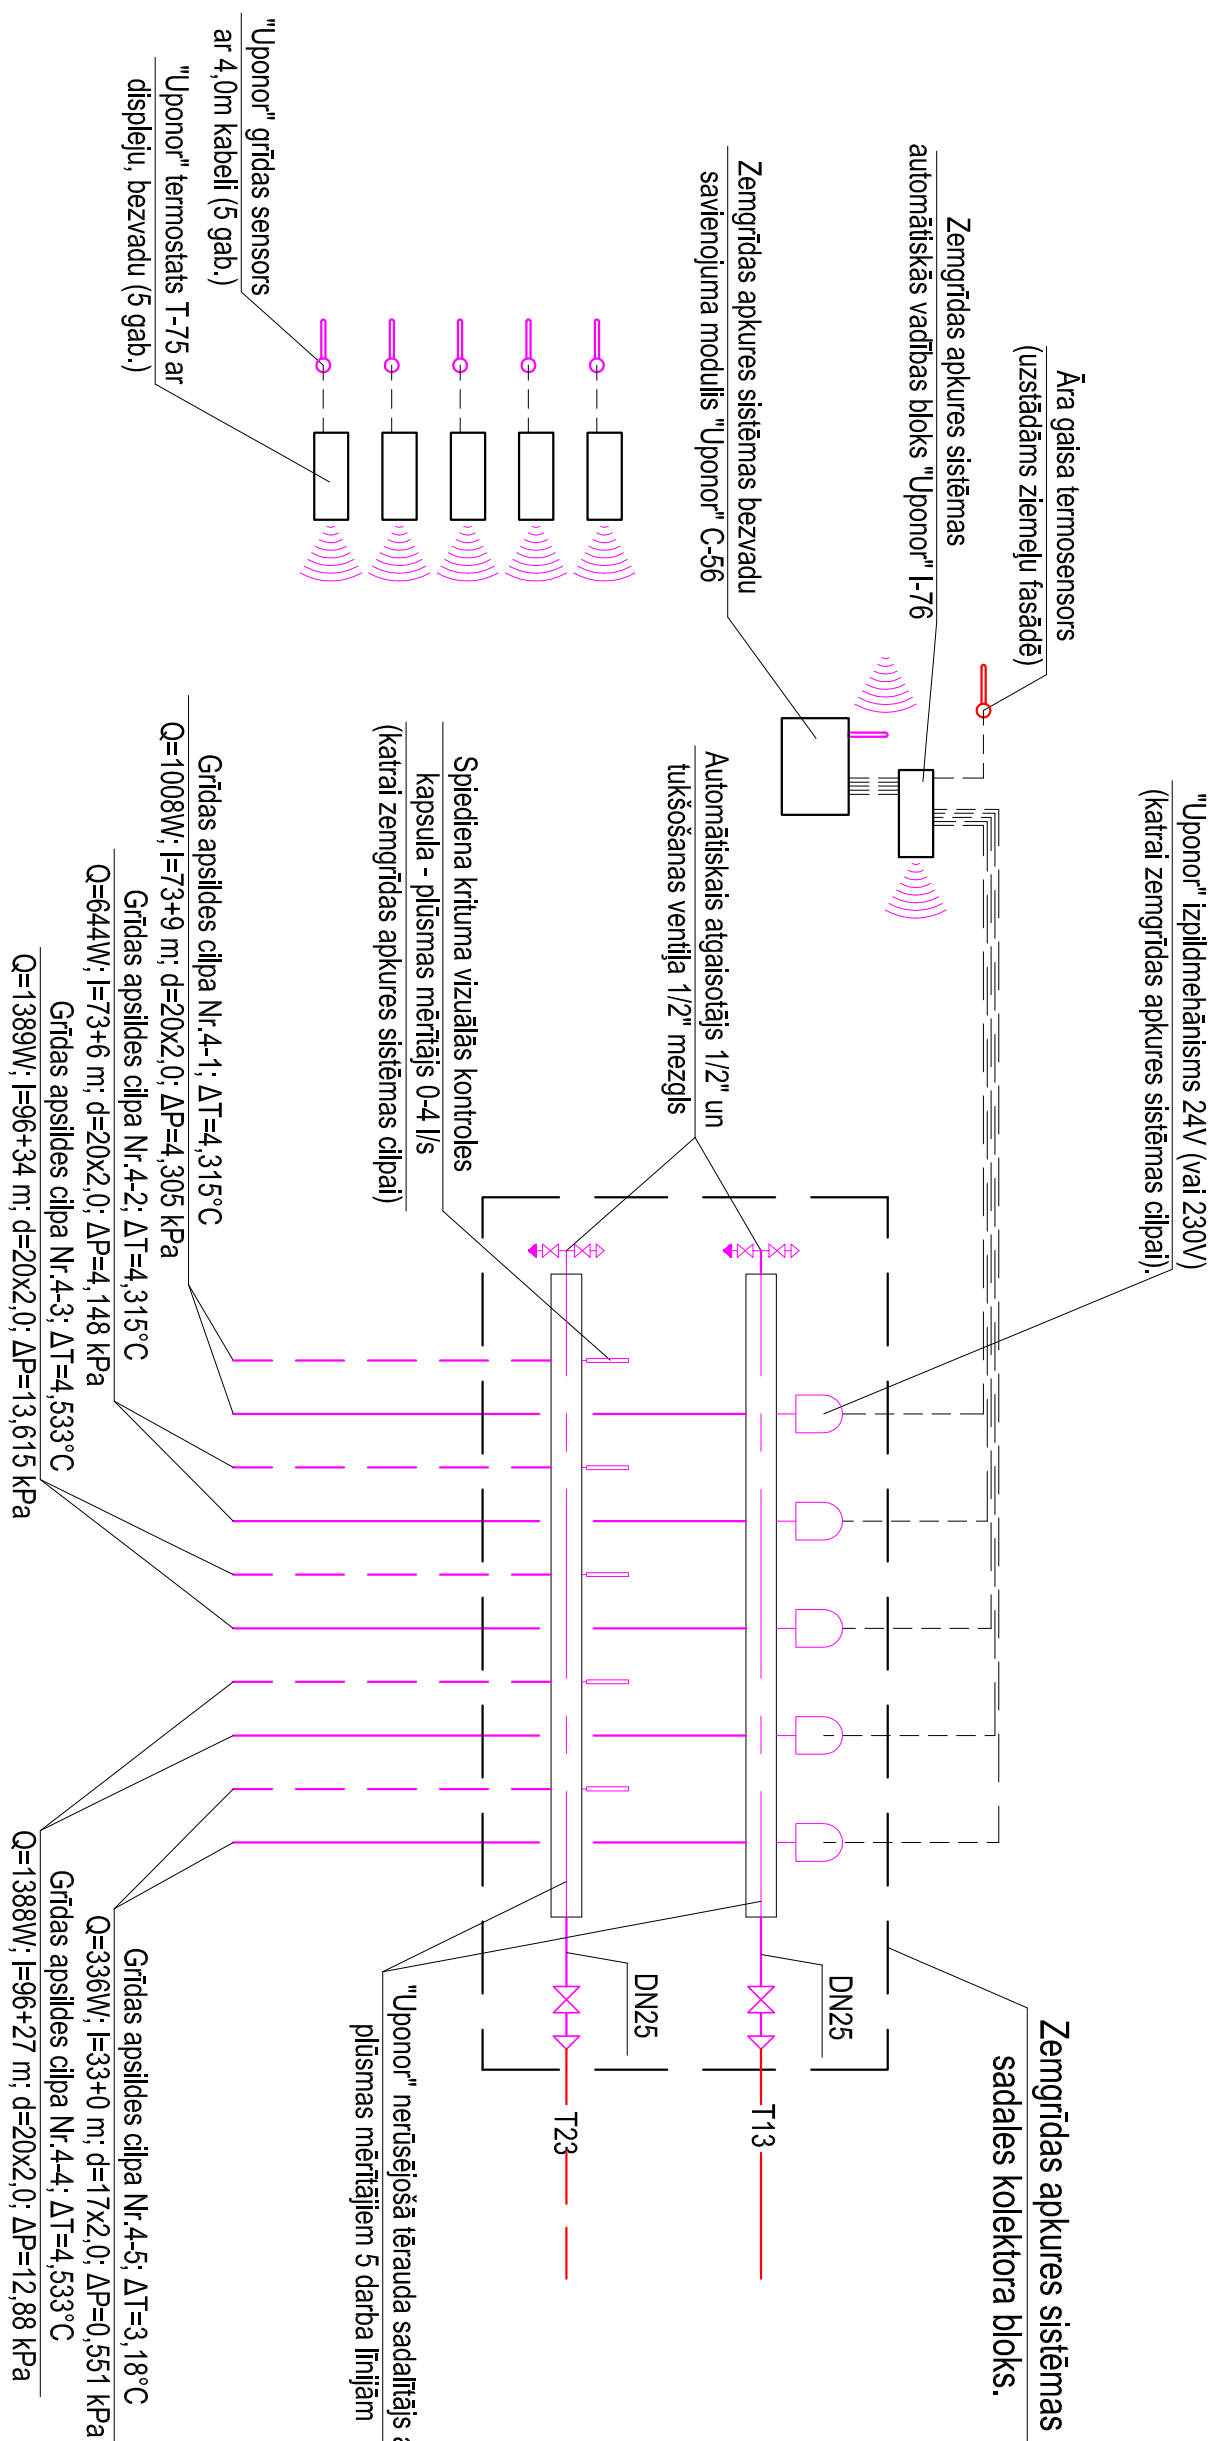 "Uponor" izpildmehānisms 24V (vai 230V)
(katrai zemgrīdas apkures sistēmas cilpai).
Āra gaisa termosensors
(uzstādāms ziemeļu fasādē)
Zemgrīdas apkures sistēmas
automātiskās vadības bloks "Uponor" I-76
Zemgrīdas apkures sistēmas bezvadu
savienojuma modulis "Uponor" C-56
"Uponor" grīdas sensors
ar 4,0m kabeli (5 gab.)
"Uponor" termostats T-75 ar
displeju, bezvadu (5 gab.)
Automātiskais atgaisotājs 1/2" un
tukšošanas ventiļa 1/2" mezgls
Spiediena krituma vizuālās kontroles
kapsula - plūsmas mērītājs 0-4 l/s
(katrai zemgrīdas apkures sistēmas cilpai)
Grīdas apsildes cilpa Nr.4-1; ΔT=4,315°C
Q=1008W; l=73+9 m; d=20x2,0; ΔP=4,305 kPa
Grīdas apsildes cilpa Nr.4-2; ΔT=4,315°C
Q=644W; l=73+6 m; d=20x2,0; ΔP=4,148 kPa
Grīdas apsildes cilpa Nr.4-3; ΔT=4,533°C
Q=1389W; l=96+34 m; d=20x2,0; ΔP=13,615 kPa
Zemgrīdas apkures sistēmas
sadales kolektora bloks.
DN25
T13
DN25
T23
"Uponor" nerūsējošā tērauda sadalītājs
plūsmas mērītājiem 5 darba līnijām
Grīdas apsildes cilpa Nr.4-5; ΔT=3,18°C
Q=336W; l=33+0 m; d=17x2,0; ΔP=0,551 kPa
Grīdas apsildes cilpa Nr.4-4; ΔT=4,533°C
Q=1388W; l=96+27 m; d=20x2,0; ΔP=12,88 kPa